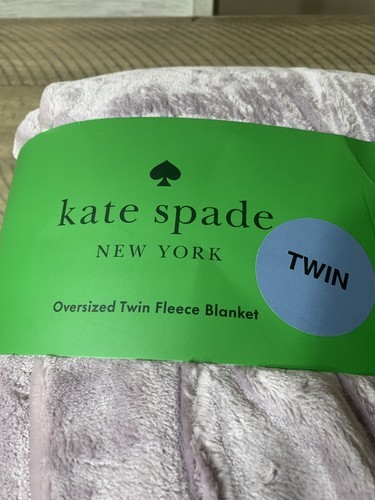 kate spade
NEW YORK
TWIN
Oversized Twin Fleece Blanket